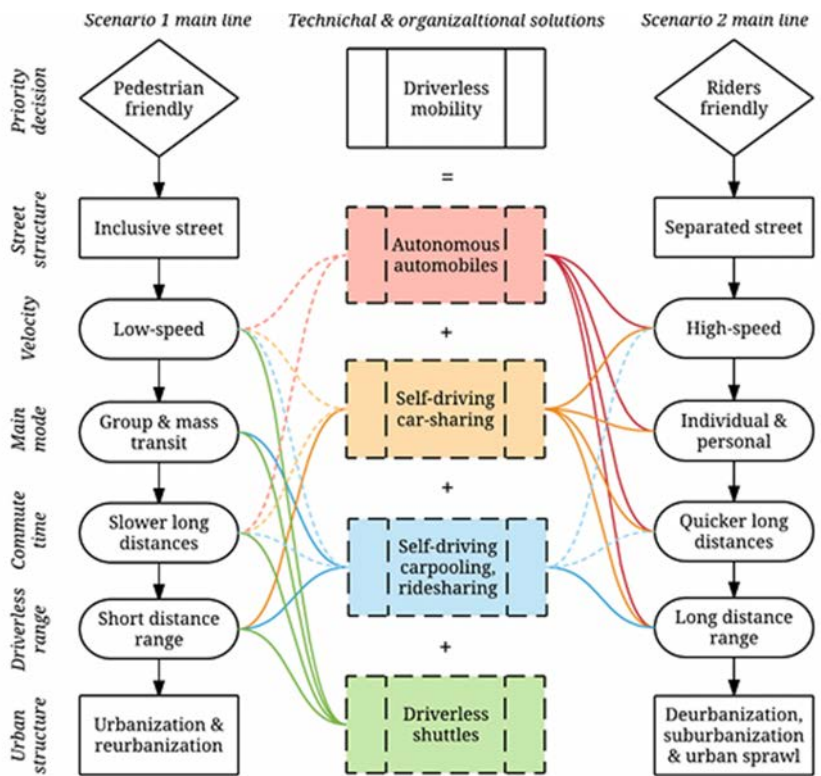 Scenario 1 main line
Technichal & organizaltional solutions
Scenario 2 main line
Priority
decision
Pedestrian
friendly
Driverless
mobility
Riders
friendly
=
Street
structure
Inclusive street
Autonomous
automobiles
Separated street
Velocity
Low-speed
+
High-speed
Main
mode
Group & mass
transit
Self-driving
car-sharing
Individual &
personal
+
Commute
time
Slower long
distances
Self-driving
carpooling,
ridesharing
Quicker long
distances
Driverless
range
Short distance
range
+
Long distance
range
Urban
structure
Urbanization &
reurbanization
Driverless
shuttles
Deurbanization,
suburbanization
& urban sprawl